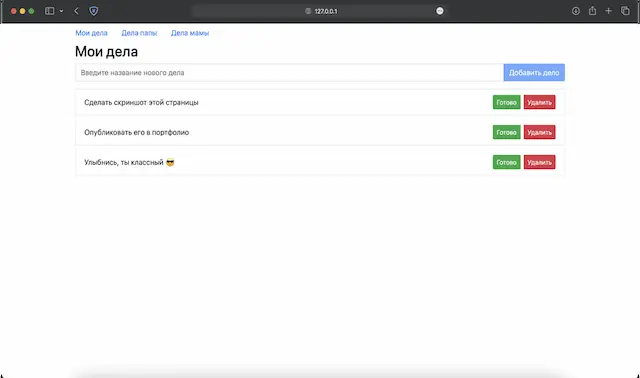 127.0.0.1
Мои дела Дела папы Дела мамы
Мои дела
Введите название нового дела Добавить дело
Сделать скриншот этой страницы Готово Удалить
Опубликовать его в портфолио Готово Удалить
Улыбнись, ты классный 😎 Готово Удалить